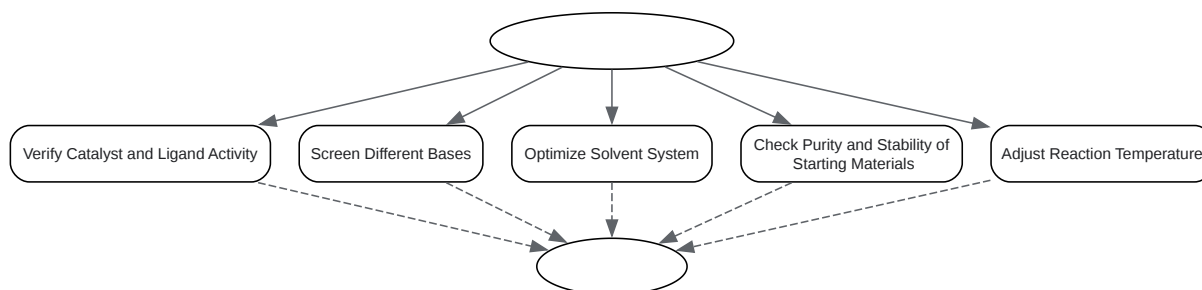 Verify Catalyst and Ligand Activity
Screen Different Bases
Optimize Solvent System
Check Purity and Stability of
Starting Materials
Adjust Reaction Temperature